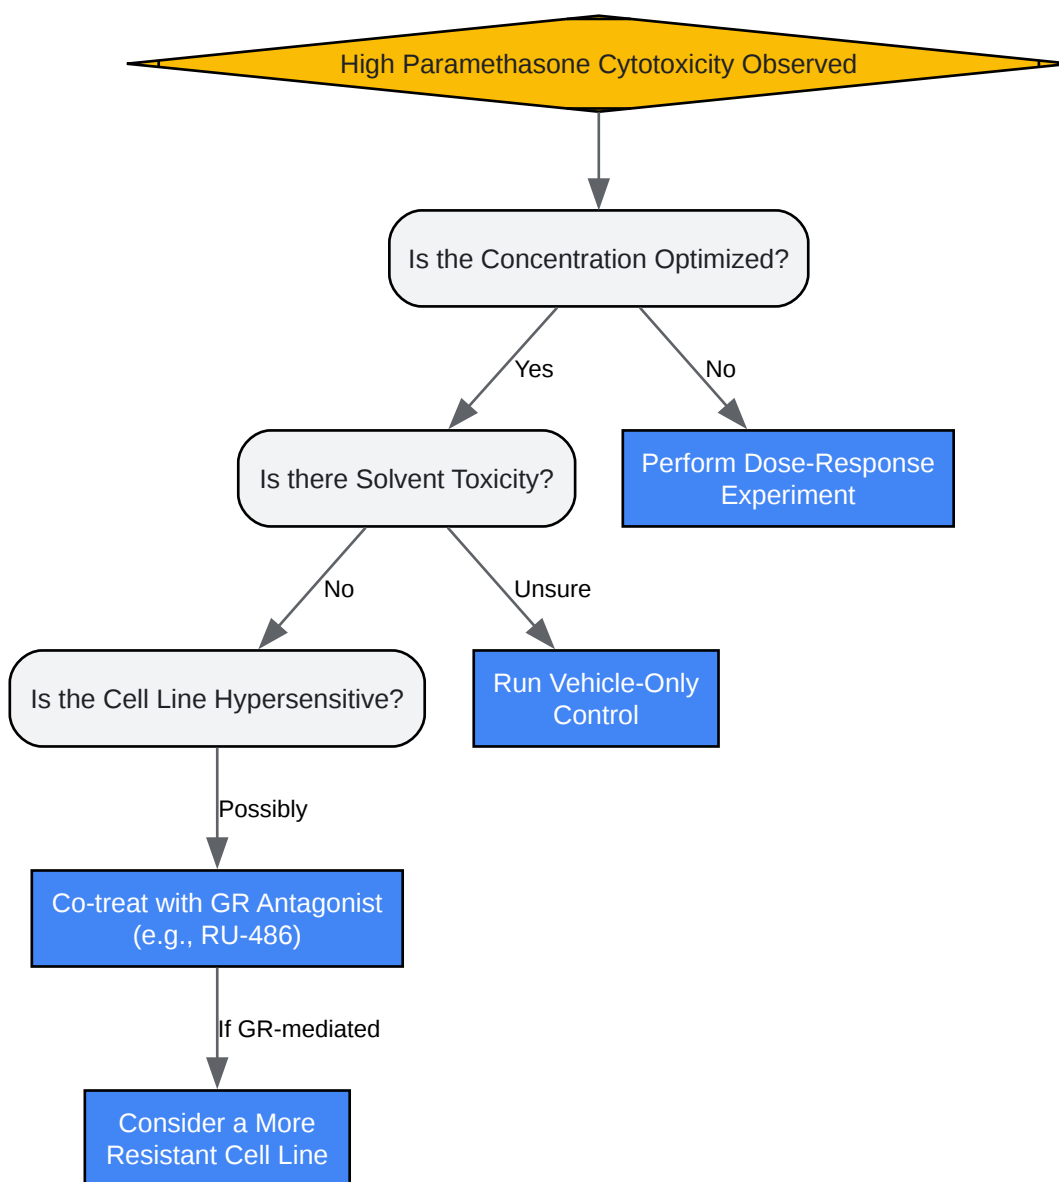 High Paramethasone Cytotoxicity Observed
Is the Concentration Optimized?
Yes
No
Is there Solvent Toxicity?
Perform Dose-Response
Experiment
No
Unsure
Is the Cell Line Hypersensitive?
Run Vehicle-Only
Control
Possibly
Co-treat with GR Antagonist
(e.g., RU-486)
If GR-mediated
Consider a More
Resistant Cell Line